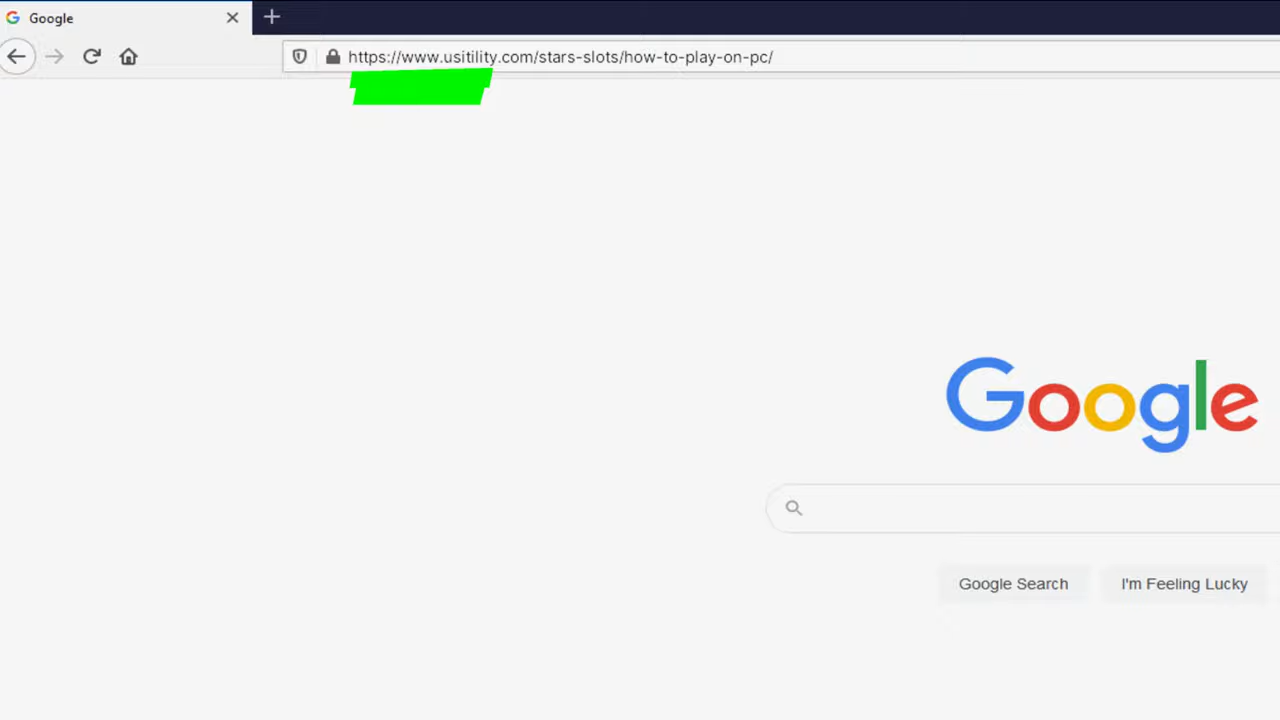 Google
https://www.usitility.com/stars-slots/how-to-play-on-pc/
Google
Google Search
I'm Feeling Lucky